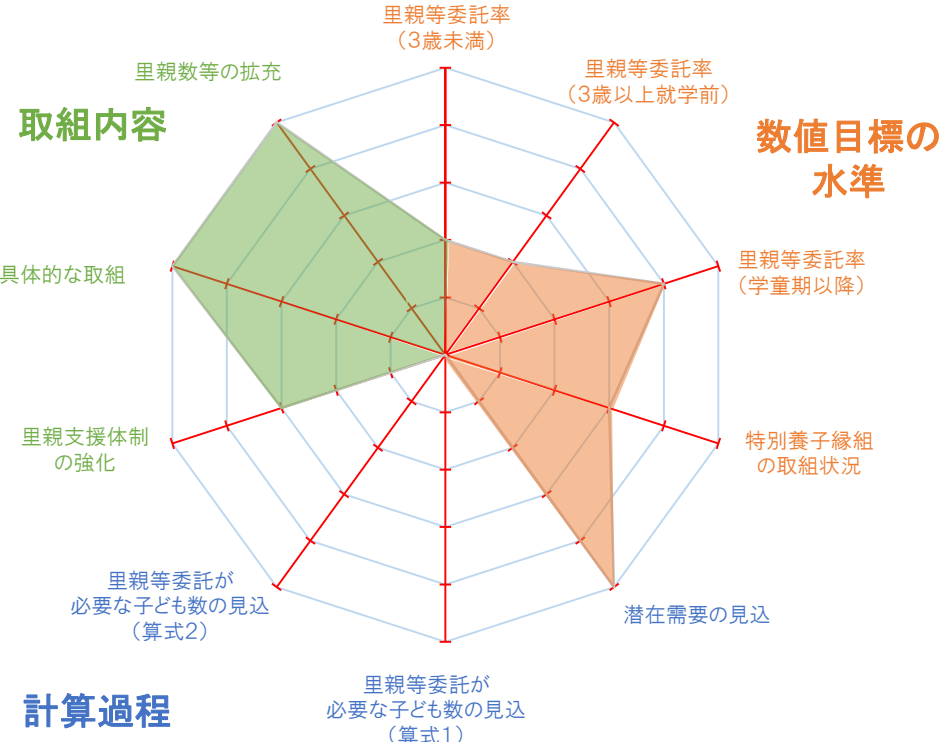 里親等委託率
（3歳未満）
里親等委託率
（3歳以上就学前）
数値目標の
水準
里親等委託率
（学童期以降）
特別養子縁組
の取組状況
潜在需要の見込
里親等委託が
必要な子ども数の見込
（算式1）
里親等委託が
必要な子ども数の見込
（算式2）
計算過程
里親支援体制
の強化
具体的な取組
取組内容
里親数等の拡充